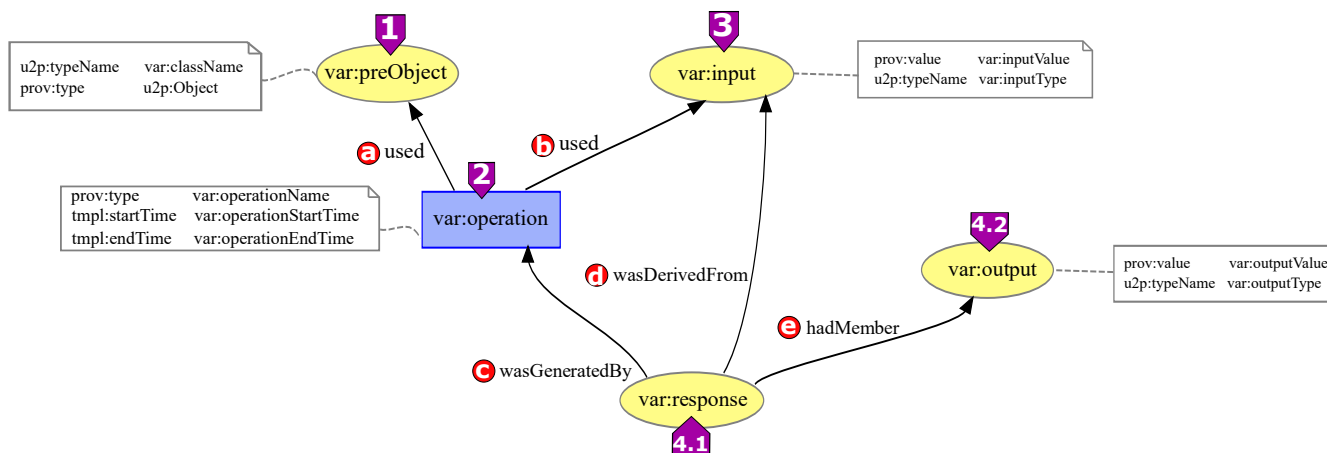 1
3
u2p:typeName var:className
prov:type u2p:Object
var:preObject
var:input
prov:value var:inputValue
u2p:typeName var:inputType
a used
b used
2
prov:type var:operationName
tmpl:startTime var:operationStartTime
tmpl:endTime var:operationEndTime
var:operation
4.2
var:output
prov:value var:outputValue
u2p:typeName var:outputType
d wasDerivedFrom
e hadMember
c wasGeneratedBy
var:response
4.1